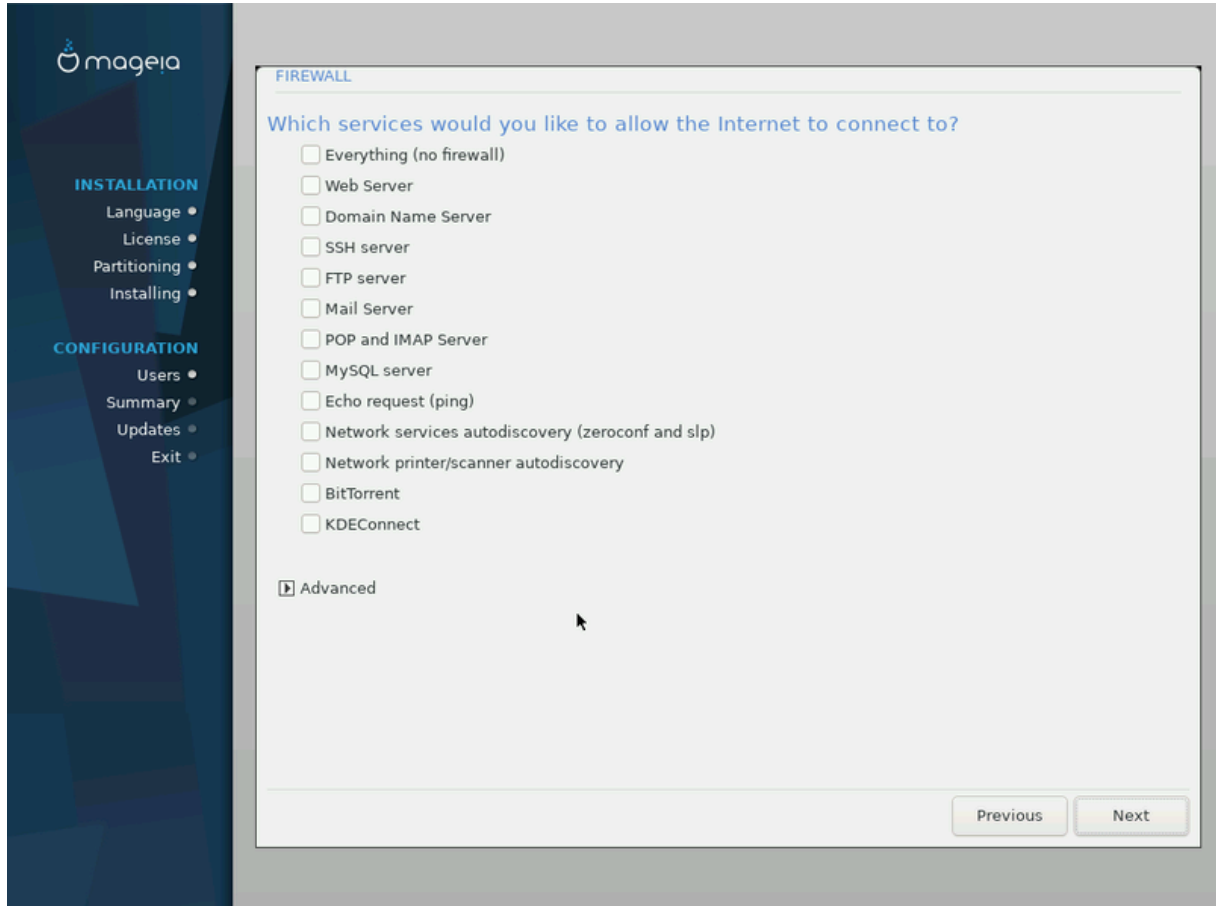 mageia
INSTALLATION
Language
License
Partitioning
Installing
CONFIGURATION
Users
Summary
Updates
Exit
FIREWALL
Which services would you like to allow the Internet to connect to?
Everything (no firewall)
Web Server
Domain Name Server
SSH server
FTP server
Mail Server
POP and IMAP Server
MySQL server
Echo request (ping)
Network services autodiscovery (zeroconf and slp)
Network printer/scanner autodiscovery
BitTorrent
KDEConnect
Advanced
Previous
Next